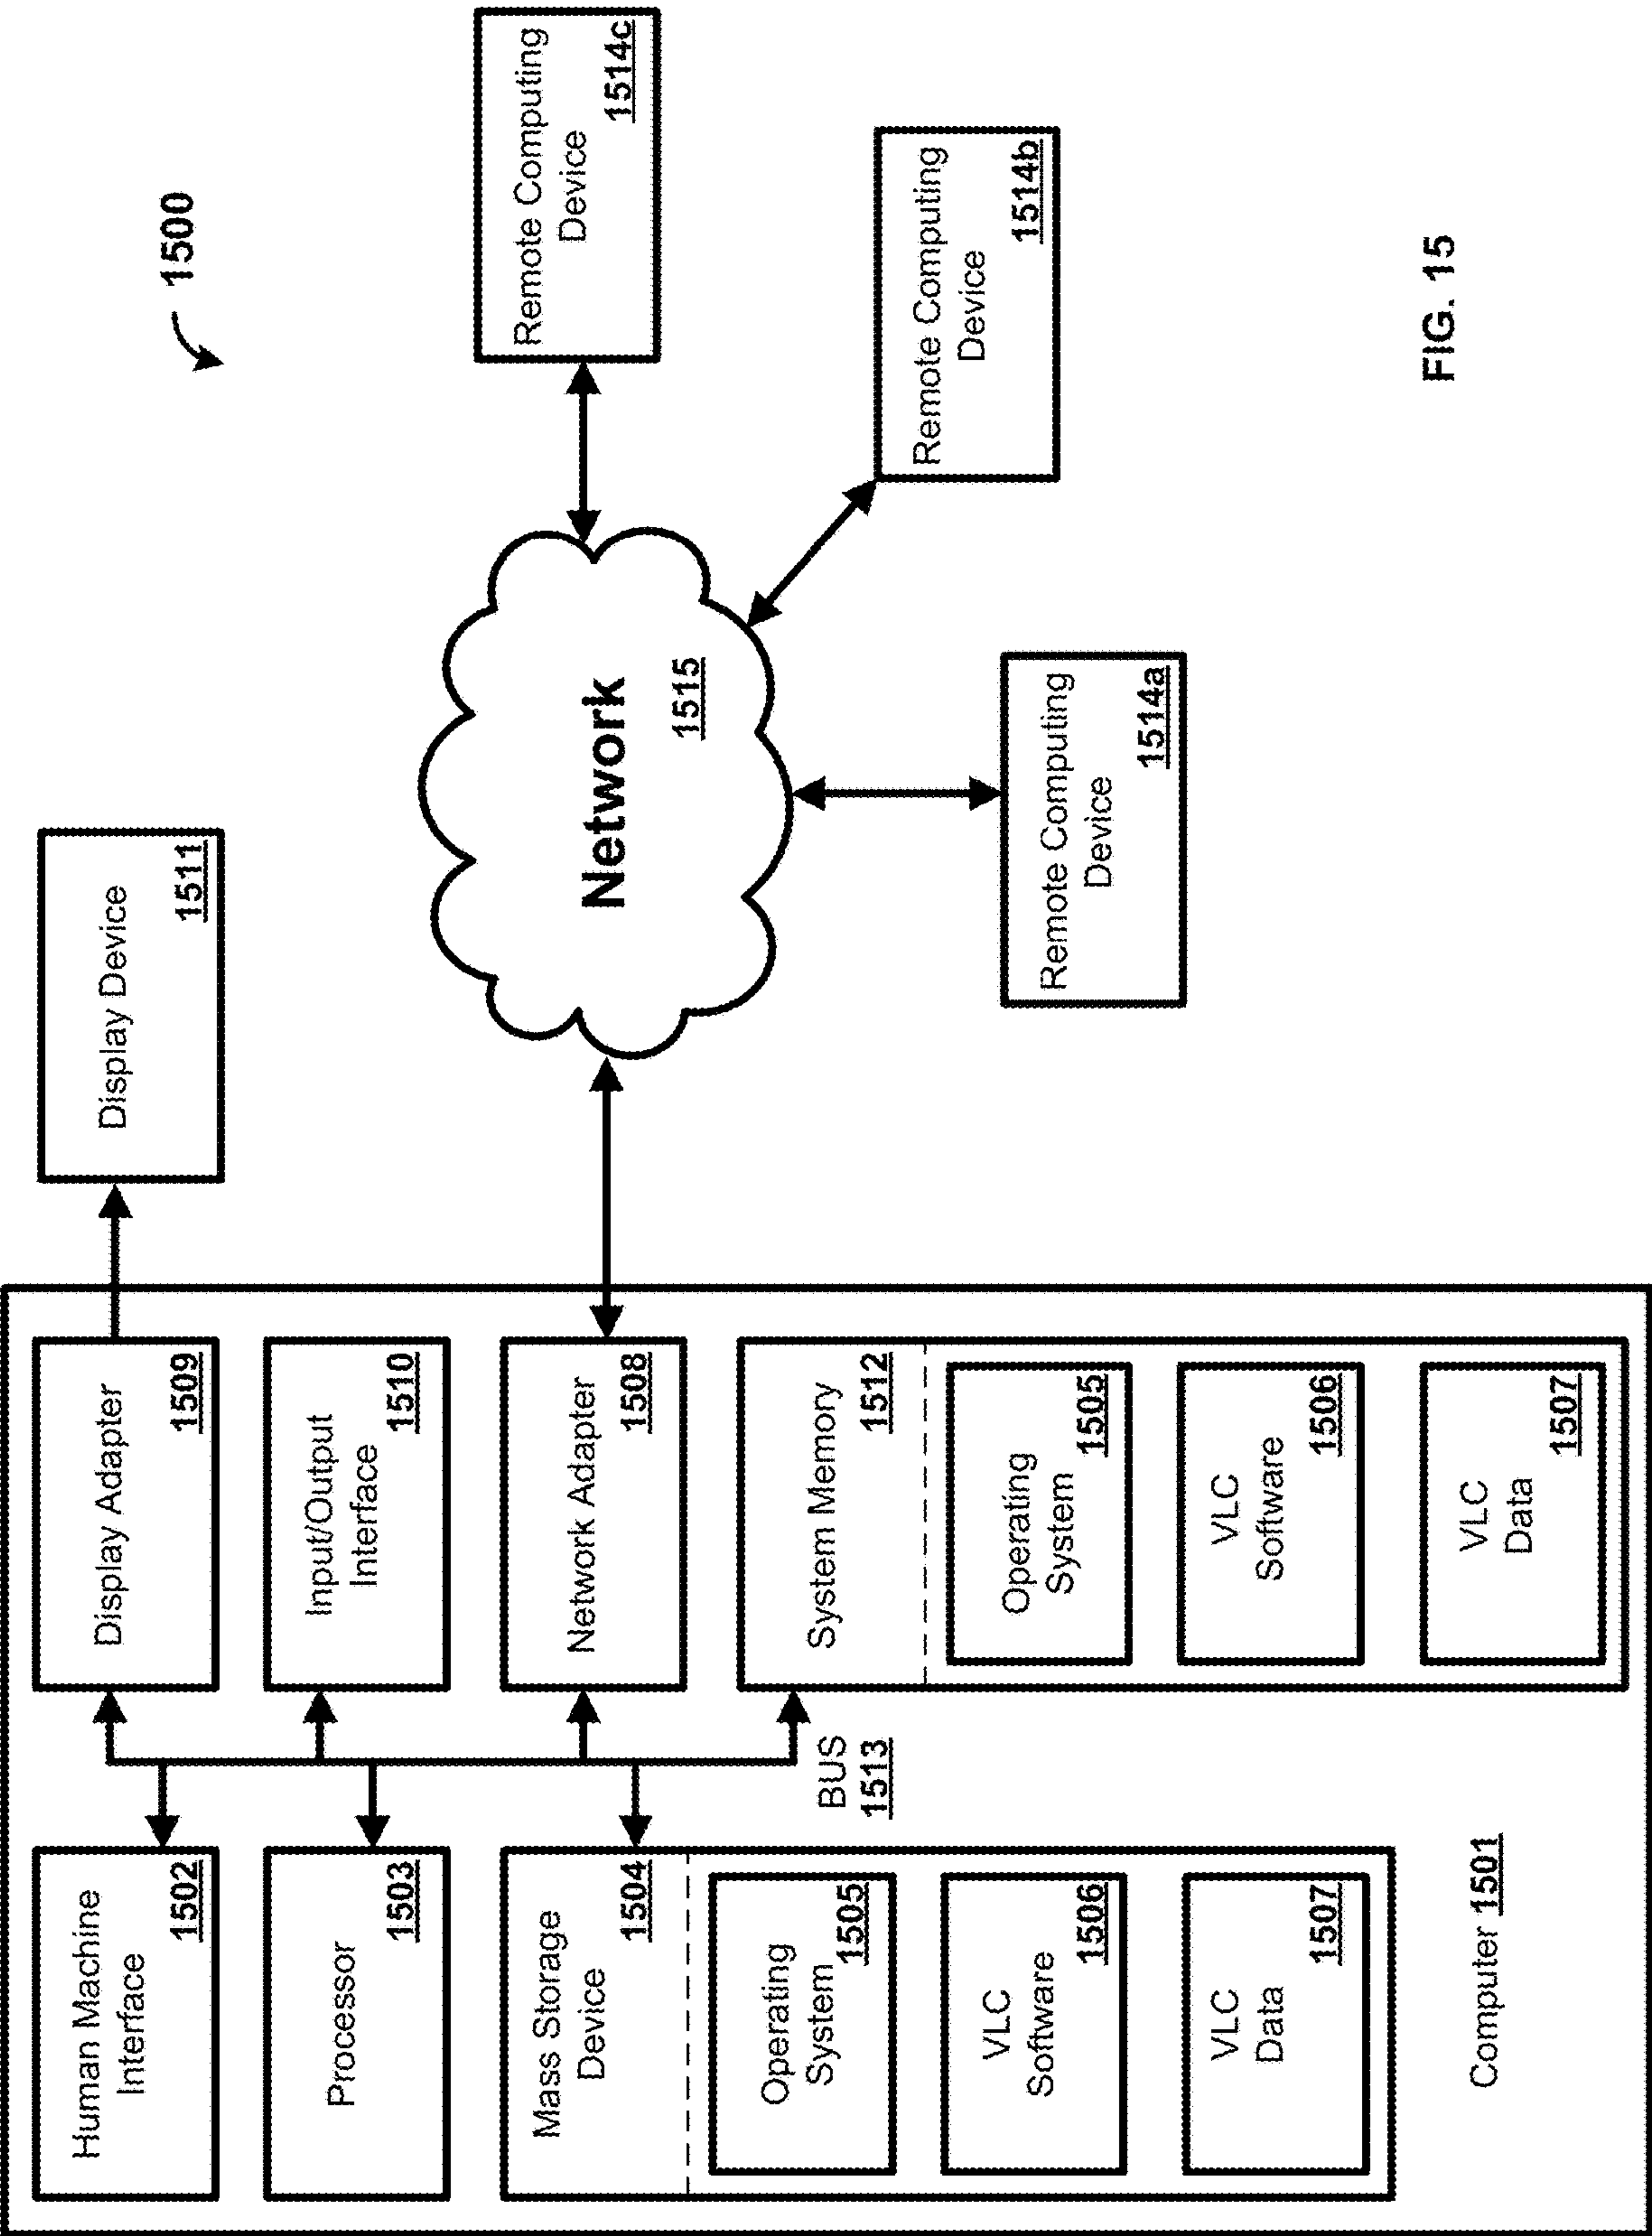 1500
Human Machine
Interface
1502
Display Adapter
1509
Display Device
1511
Processor
1503
Input/Output
Interface
1510
Mass Storage
Device
1504
Network Adapter
1508
Network
1515
Remote Computing
Device
1514c
Remote Computing
Device
1514b
Remote Computing
Device
1514a
Operating
System
1505
VLC
Software
1506
VLC
Data
1507
BUS
1513
System Memory
1512
Operating
System
1505
VLC
Software
1506
VLC
Data
1507
Computer 1501
FIG. 15